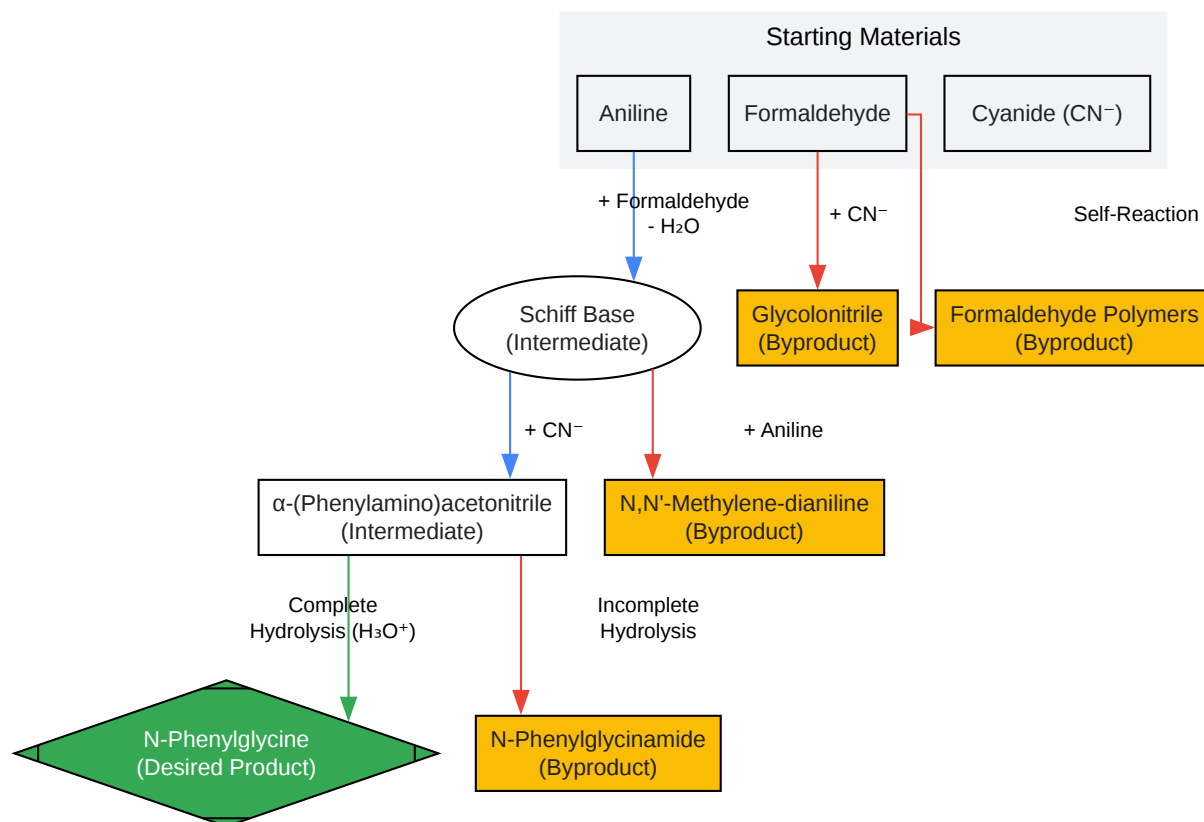 Starting Materials
Aniline
Formaldehyde
Cyanide (CN⁻)
+ Formaldehyde
- H₂O
+ CN⁻
Self-Reaction
Schiff Base
(Intermediate)
Glycolonitrile
(Byproduct)
Formaldehyde Polymers
(Byproduct)
+ CN⁻
+ Aniline
α-(Phenylamino)acetonitrile
(Intermediate)
N,N'-Methylene-dianiline
(Byproduct)
Complete
Hydrolysis (H₃O⁺)
Incomplete
Hydrolysis
N-Phenylglycine
(Desired Product)
N-Phenylglycinamide
(Byproduct)